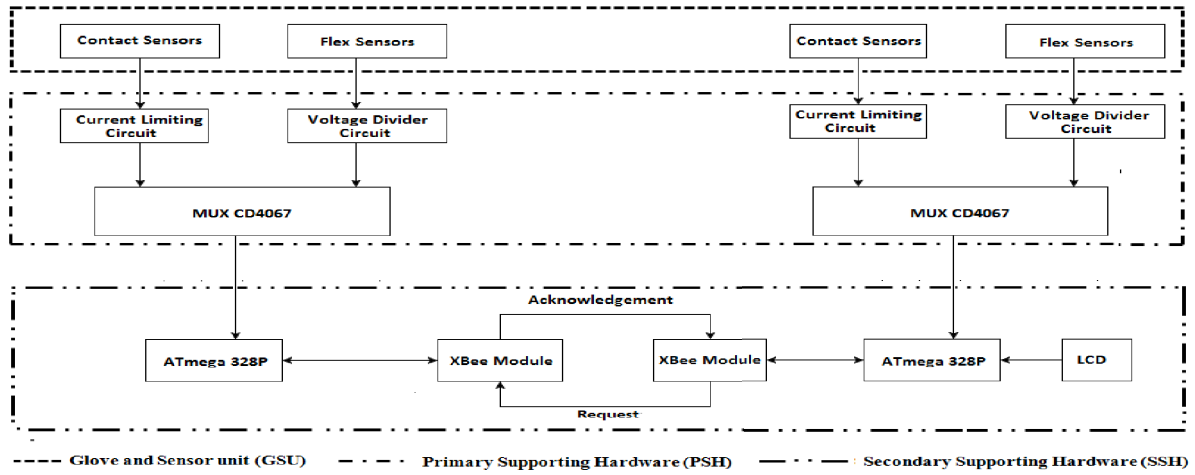 Contact Sensors
Flex Sensors
Contact Sensors
Flex Sensors
Current Limiting
Circuit
Voltage Divider
Circuit
Current Limiting
Circuit
Voltage Divider
Circuit
MUX CD4067
MUX CD4067
Acknowledgement
ATmega 328P
XBee Module
XBee Module
ATmega 328P
LCD
Request
Glove and Sensor unit (GSU)
Primary Supporting Hardware (PSH)
Secondary Supporting Hardware (SSH)